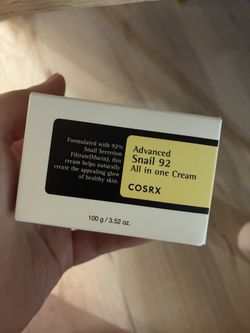 Formulated with 92%
Snail Secretion
Filtrate(Mucin), this
cream helps naturally
create the appealing glow
of healthy skin.
Advanced
Snail 92
All in one Cream
COSRX
100 g / 3.52 oz.